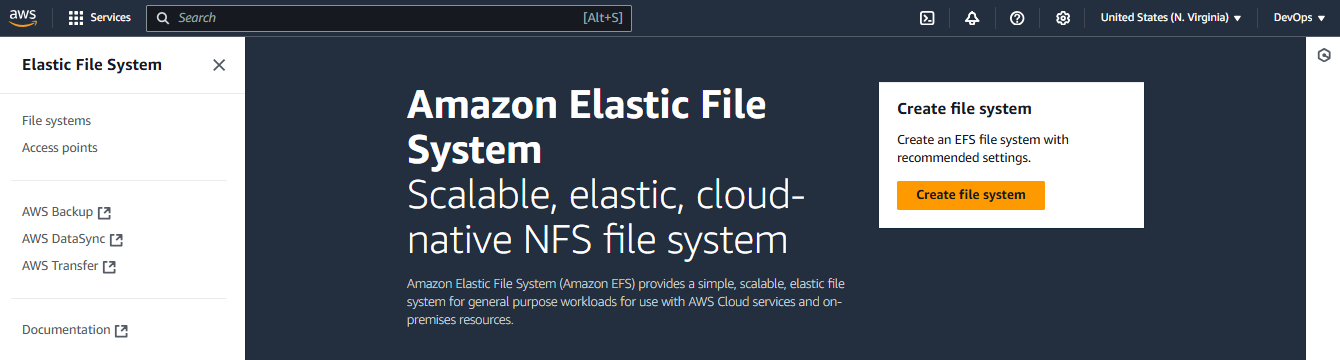 aws
Services
Search
[Alt+S]
United States (N. Virginia)
DevOps
Elastic File System
File systems
Access points
AWS Backup
AWS DataSync
AWS Transfer
Documentation
Amazon Elastic File
System
Scalable, elastic, cloud-
native NFS file system
Amazon Elastic File System (Amazon EFS) provides a simple, scalable, elastic file
system for general purpose workloads for use with AWS Cloud services and on-
premises resources.
Create file system
Create an EFS file system with
recommended settings.
Create file system